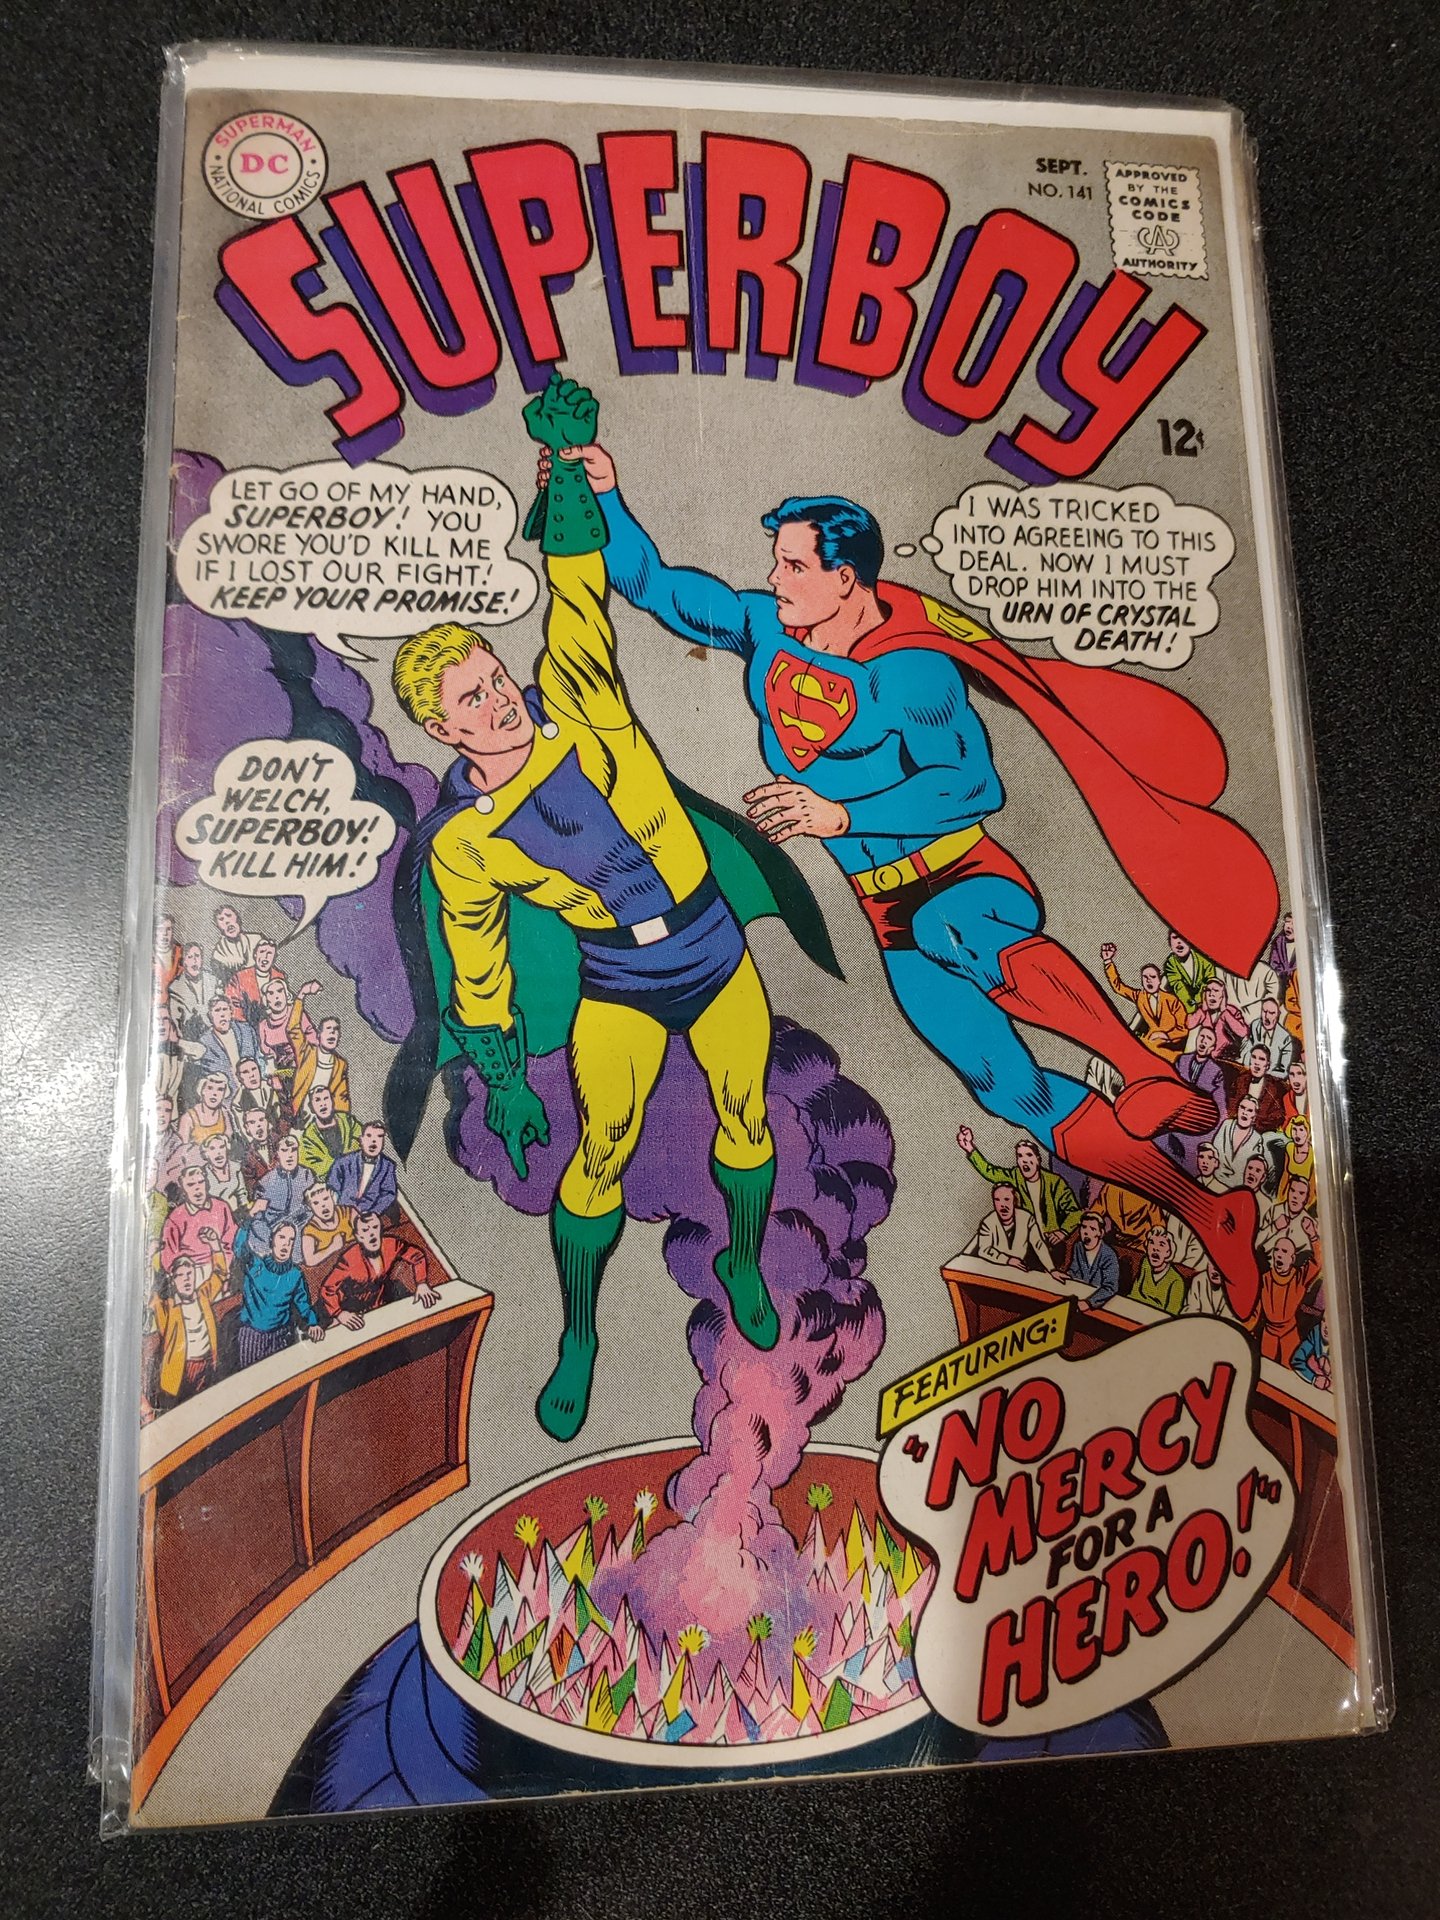 SUPERMAN
DC
NATIONAL COMICS
SUPERBOY
SEPT.
NO. 141
APPROVED
BY THE
COMICS
CODE
CA
AUTHORITY
12¢
LET GO OF MY HAND,
SUPERBOY! YOU
SWORE YOU'D KILL ME
IF I LOST OUR FIGHT!
KEEP YOUR PROMISE!
I WAS TRICKED
INTO AGREEING TO THIS
DEAL. NOW I MUST
DROP HIM INTO THE
URN OF CRYSTAL
DEATH!
DON'T
WELCH,
SUPERBOY!
KILL HIM!
S
FEATURING:
"NO
MERCY
FOR A
HERO!"